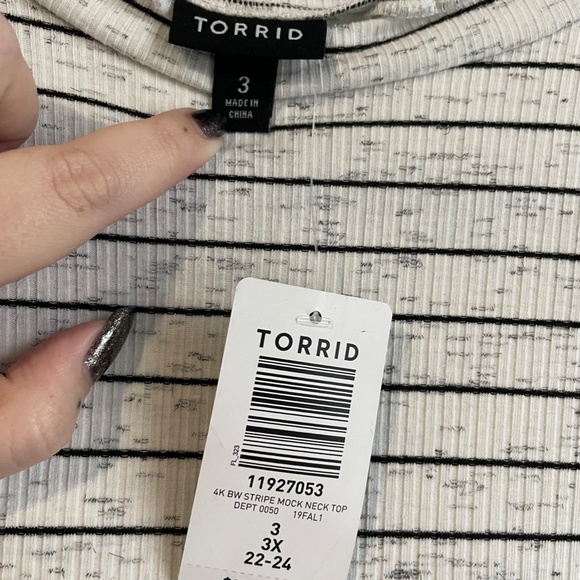 TORRID
3
MADE IN
CHINA
TORRID
FL_323
11927053
4K BW STRIPE MOCK NECK TOP
DEPT 0050 19FAL1
3
3X
22-24